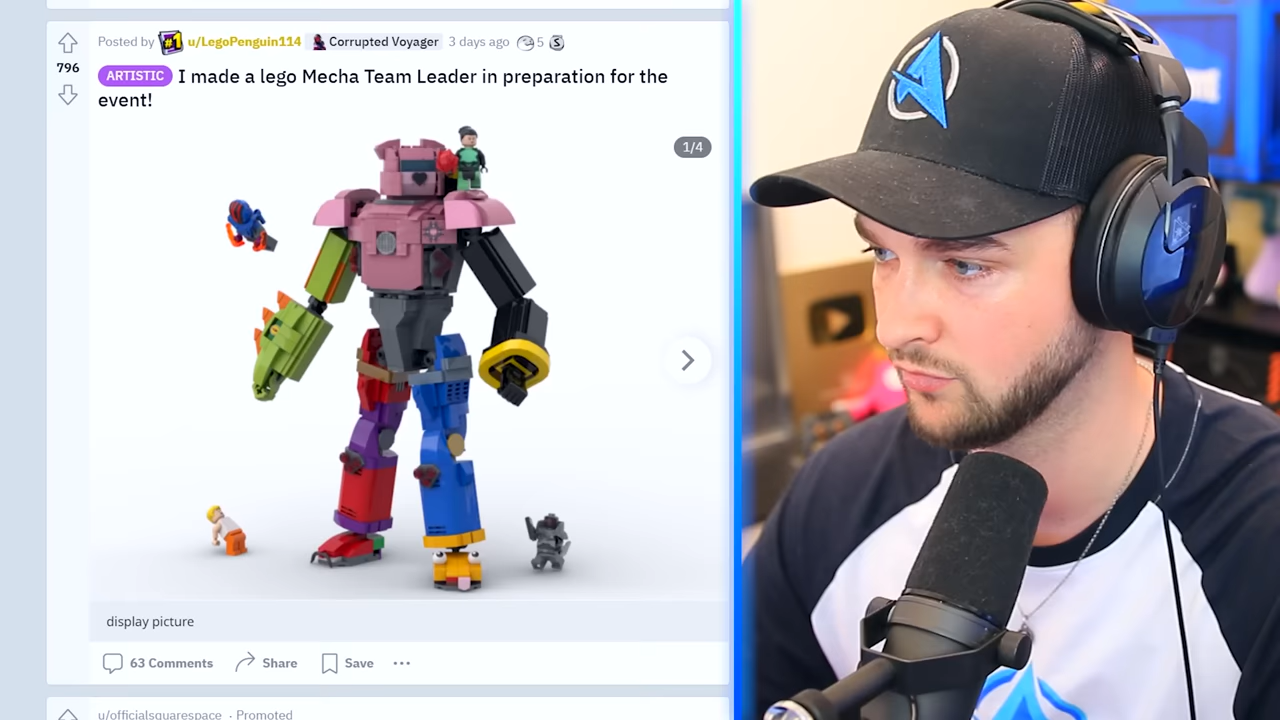 Posted by #1 u/LegoPenguin114 Corrupted Voyager 3 days ago 5 S
796
ARTISTIC I made a lego Mecha Team Leader in preparation for the
event!
1/4
display picture
63 Comments Share Save
u/officialsquarespace · Promoted